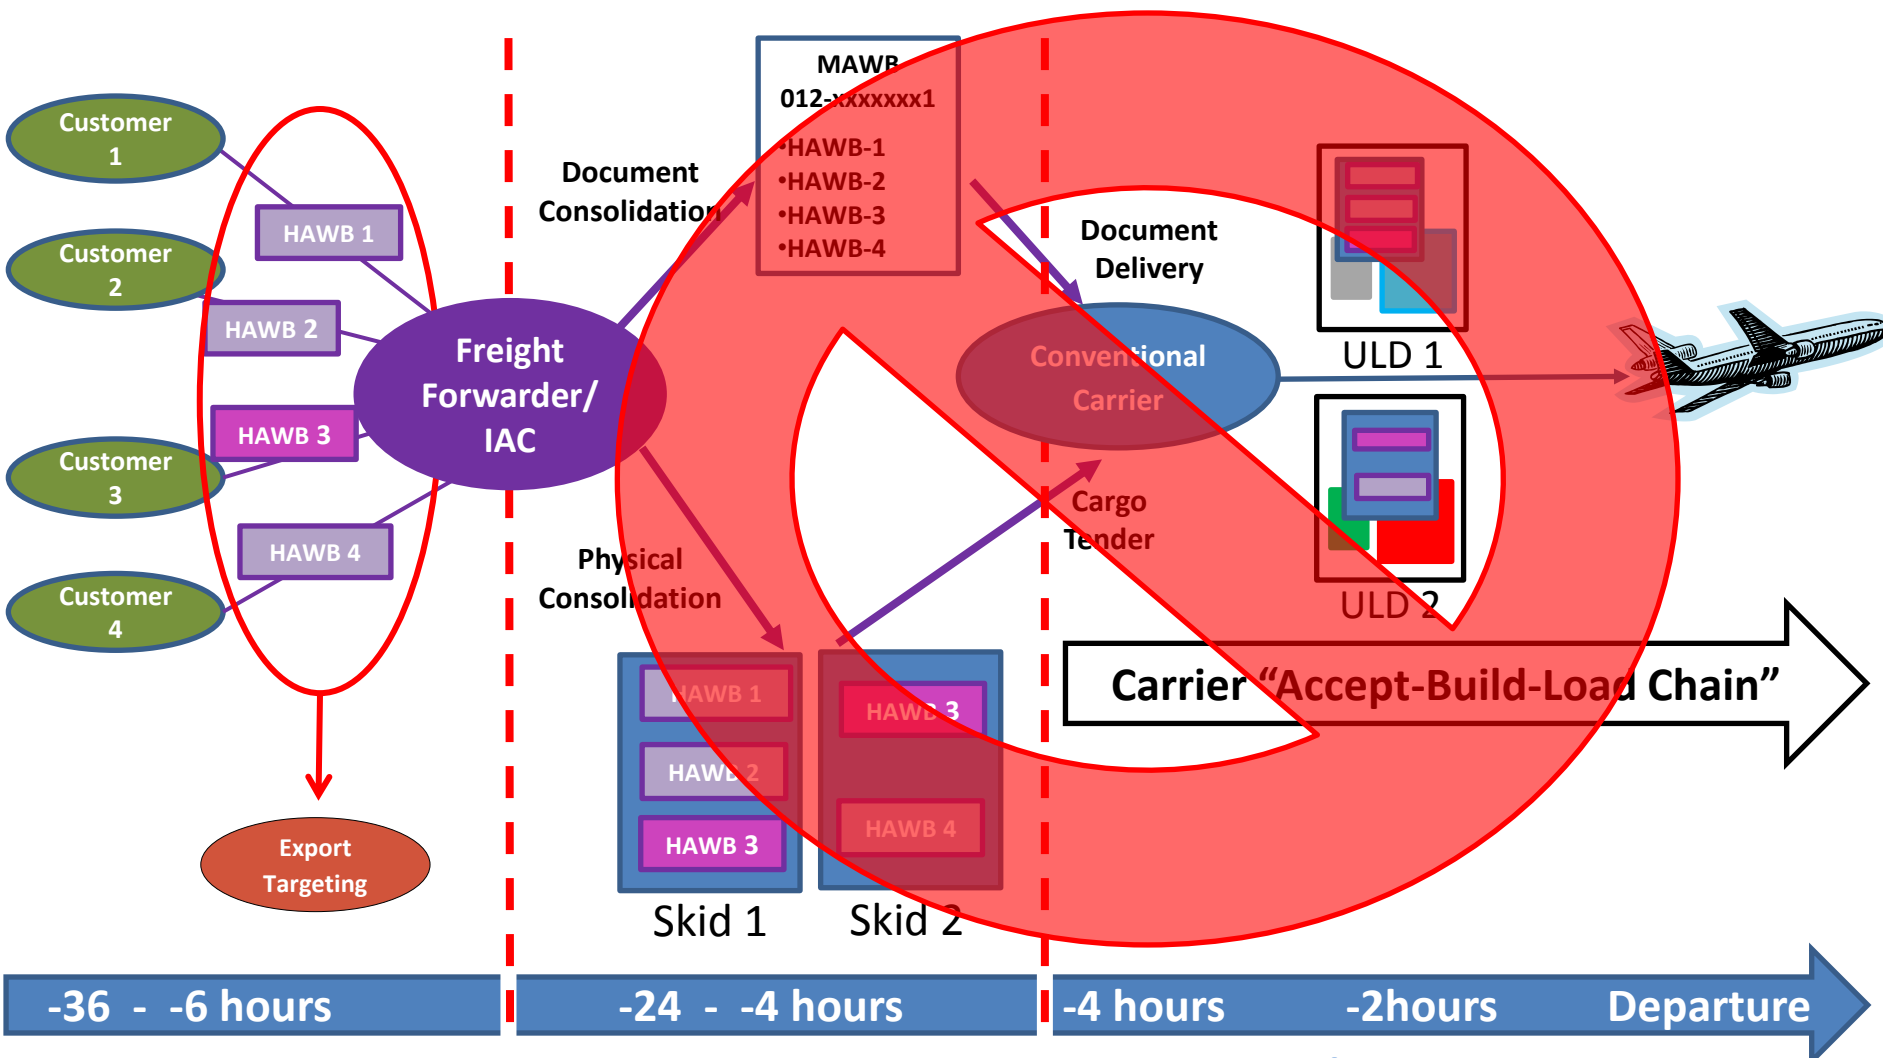 Customer
1
Customer
2
Customer
3
Customer
4
HAWB 1
HAWB 2
HAWB 3
HAWB 4
Freight
Forwarder/
IAC
Export
Targeting
Document
Consolidation
Physical
Consolidation
MAWB
012-xxxxxxx1
•HAWB-1
•HAWB-2
•HAWB-3
•HAWB-4
HAWB 1
HAWB 2
HAWB 3
Skid 1
HAWB 3
HAWB 4
Skid 2
Document
Delivery
Conventional
Carrier
Cargo
Tender
ULD 1
ULD 2
Carrier “Accept-Build-Load Chain”
-36 - -6 hours
-24 - -4 hours
-4 hours
-2hours
Departure